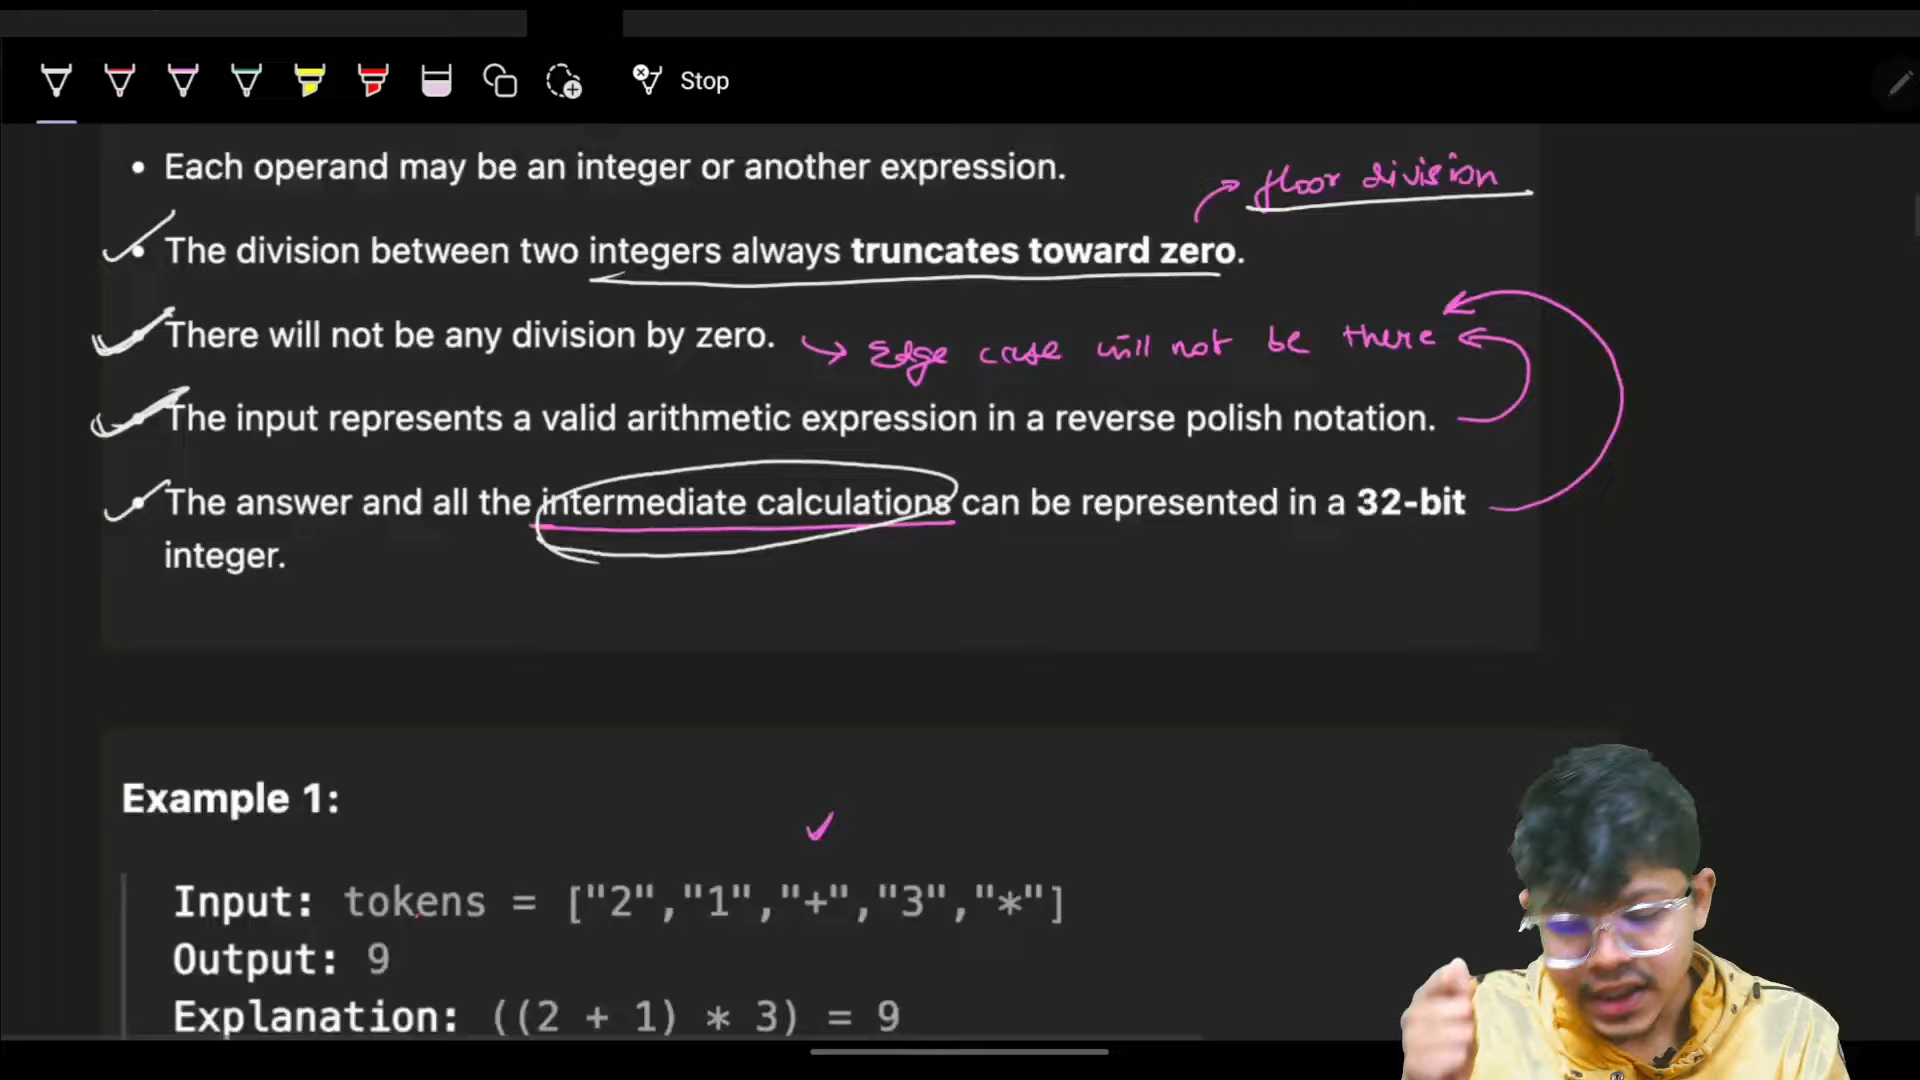 Stop
• Each operand may be an integer or another expression.
floor division
• The division between two integers always truncates toward zero.
• There will not be any division by zero.
Edge case will not be there
• The input represents a valid arithmetic expression in a reverse polish notation.
• The answer and all the intermediate calculations can be represented in a 32-bit
integer.
Example 1:
Input: tokens = ["2","1","+","3","*"]
Output: 9
Explanation: ((2 + 1) * 3) = 9